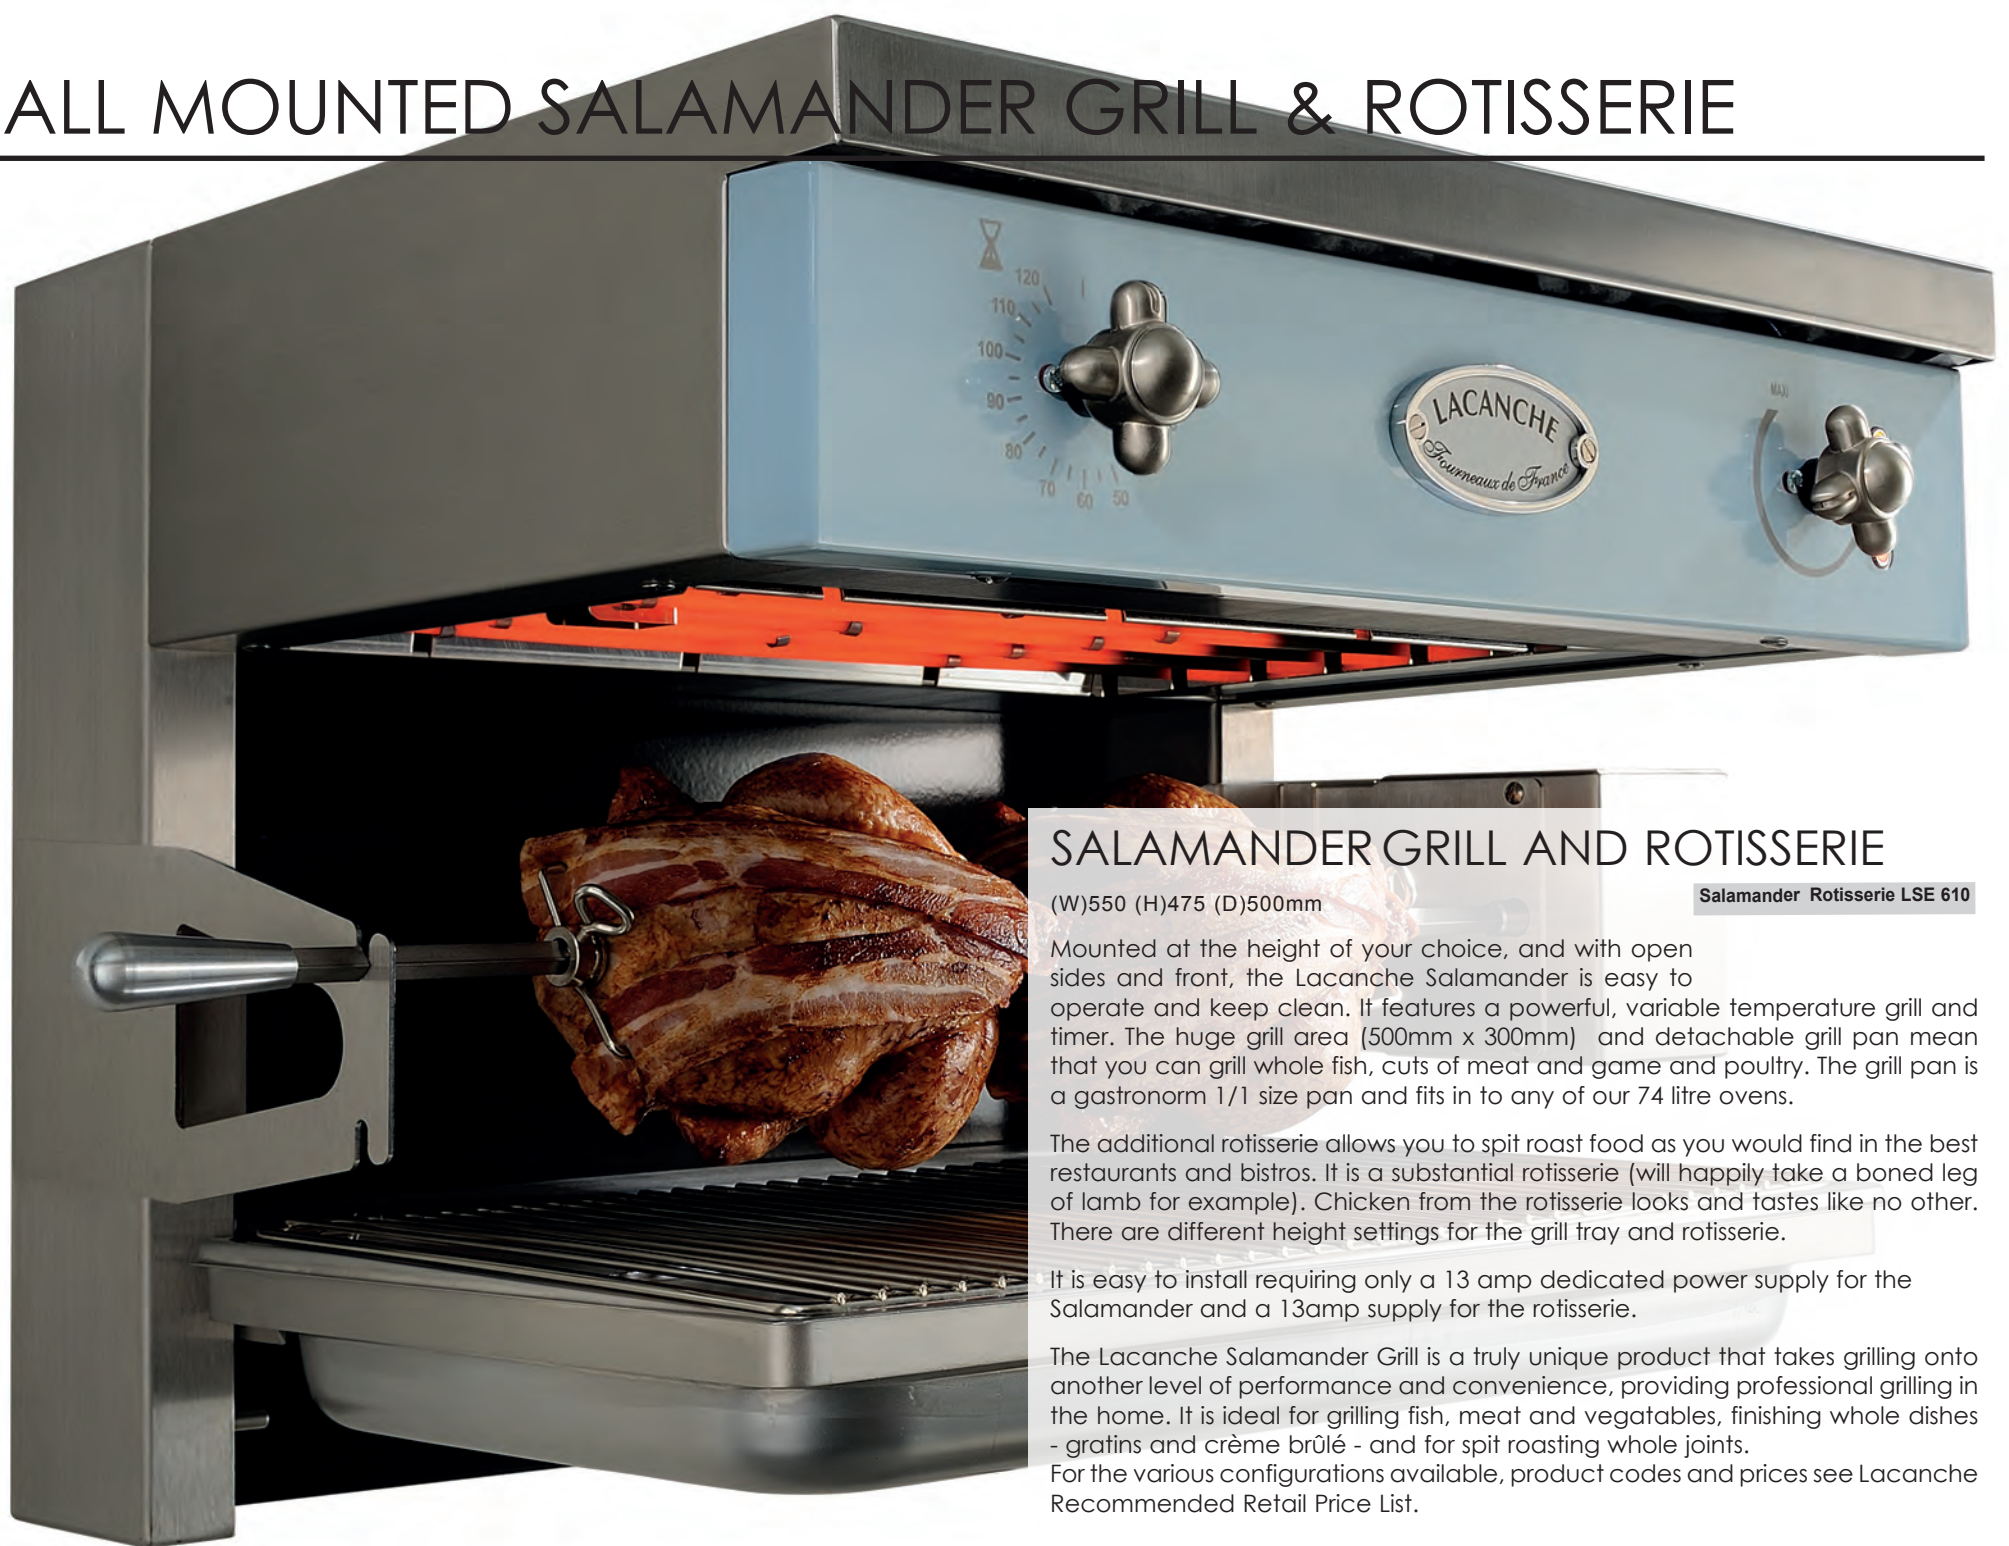 ALL MOUNTED SALAMANDER GRILL & ROTISSERIE
120
110
100
90
80
70
60
50
LACANCHE
Fourneaux de France
MAXI
SALAMANDER GRILL AND ROTISSERIE
(W)550 (H)475 (D)500mm
Salamander Rotisserie LSE 610
Mounted at the height of your choice, and with open
sides and front, the Lacanche Salamander is easy to
operate and keep clean. It features a powerful, variable temperature grill and
timer. The huge grill area (500mm x 300mm) and detachable grill pan mean
that you can grill whole fish, cuts of meat and game and poultry. The grill pan is
a gastronorm 1/1 size pan and fits in to any of our 74 litre ovens.
The additional rotisserie allows you to spit roast food as you would find in the best
restaurants and bistros. It is a substantial rotisserie (will happily take a boned leg
of lamb for example). Chicken from the rotisserie looks and tastes like no other.
There are different height settings for the grill tray and rotisserie.
It is easy to install requiring only a 13 amp dedicated power supply for the
Salamander and a 13amp supply for the rotisserie.
The Lacanche Salamander Grill is a truly unique product that takes grilling onto
another level of performance and convenience, providing professional grilling in
the home. It is ideal for grilling fish, meat and vegatables, finishing whole dishes
- gratins and crème brûlé - and for spit roasting whole joints.
For the various configurations available, product codes and prices see Lacanche
Recommended Retail Price List.